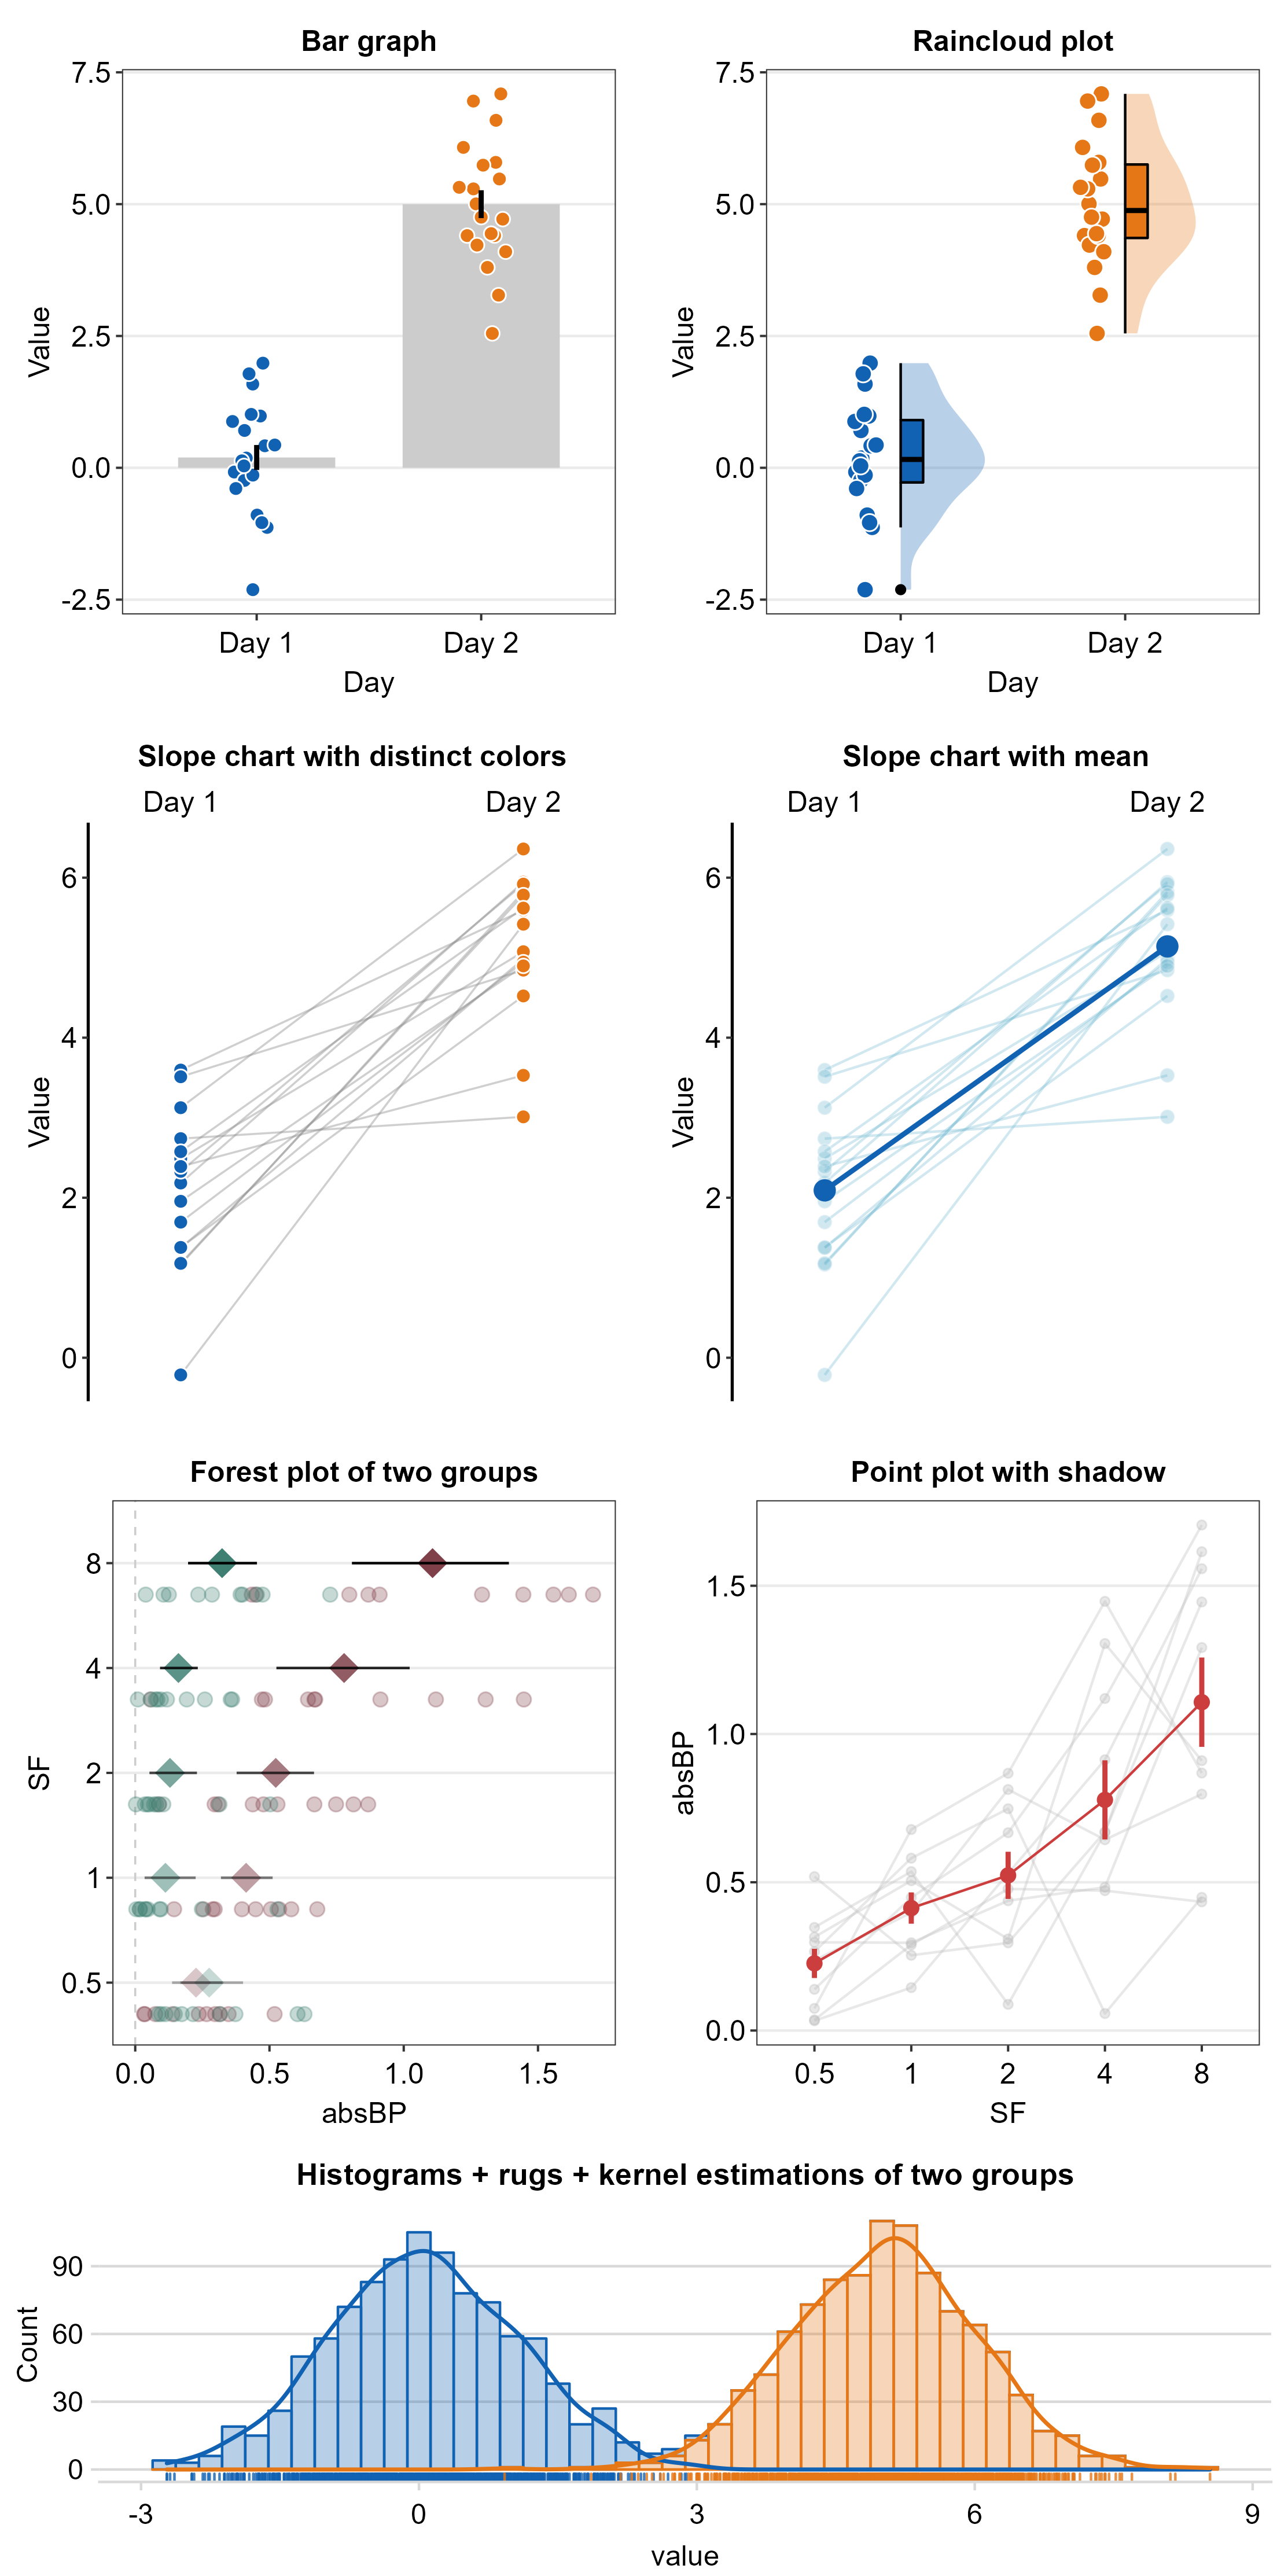 Bar graph
7.5
5.0
2.5
0.0
-2.5
Value
Day 1 Day 2
Day
Raincloud plot
7.5
5.0
2.5
0.0
-2.5
Value
Day 1 Day 2
Day
Slope chart with distinct colors
Day 1 Day 2
6
4
2
0
Value
Slope chart with mean
Day 1 Day 2
6
4
2
0
Value
Forest plot of two groups
8
4
2
1
0.5
SF
0.0 0.5 1.0 1.5
absBP
Point plot with shadow
1.5
1.0
0.5
0.0
absBP
0.5 1 2 4 8
SF
Histograms + rugs + kernel estimations of two groups
90
60
30
0
Count
-3 0 3 6 9
value